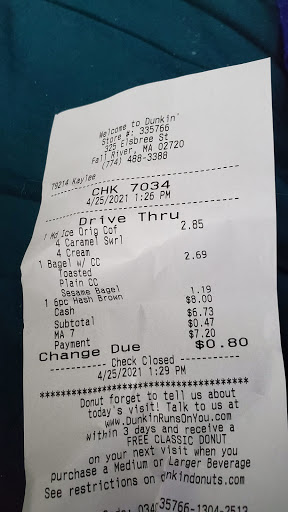 Welcome to Dunkin'
Store #: 335766
325 Elsbree St
Fall River, MA 02720
(774) 488-3388
79214 Kaylee
CHK 7034
4/25/2021 1:26 PM
Drive Thru
1 Md Ice Orig Cof 2.85
4 Caramel Swrl
4 Cream
1 Bagel w/ CC 2.69
Toasted
Plain CC
Sesame Bagel
1 6pc Hash Brown 1.19
Cash $8.00
Subtotal $6.73
MA 7 $0.47
Payment $7.20
Change Due $0.80
Check Closed
4/25/2021 1:29 PM
****************************************
Donut forget to tell us about
today's visit! Talk to us at
www.DunkinRunsOnYou.com
within 3 days and receive a
FREE CLASSIC DONUT
on your next visit when you
purchase a Medium or Larger Beverage
See restrictions on dunkindonuts.com